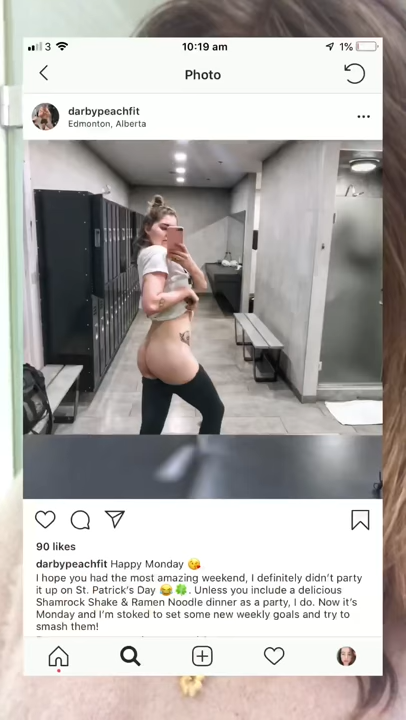 3 10:19 am 1%
Photo
darbypeachfit
Edmonton, Alberta
90 likes
darbypeachfit Happy Monday 😘
I hope you had the most amazing weekend, I definitely didn't party
it up on St. Patrick's Day 😂🍀. Unless you include a delicious
Shamrock Shake & Ramen Noodle dinner as a party, I do. Now it's
Monday and I'm stoked to set some new weekly goals and try to
smash them!